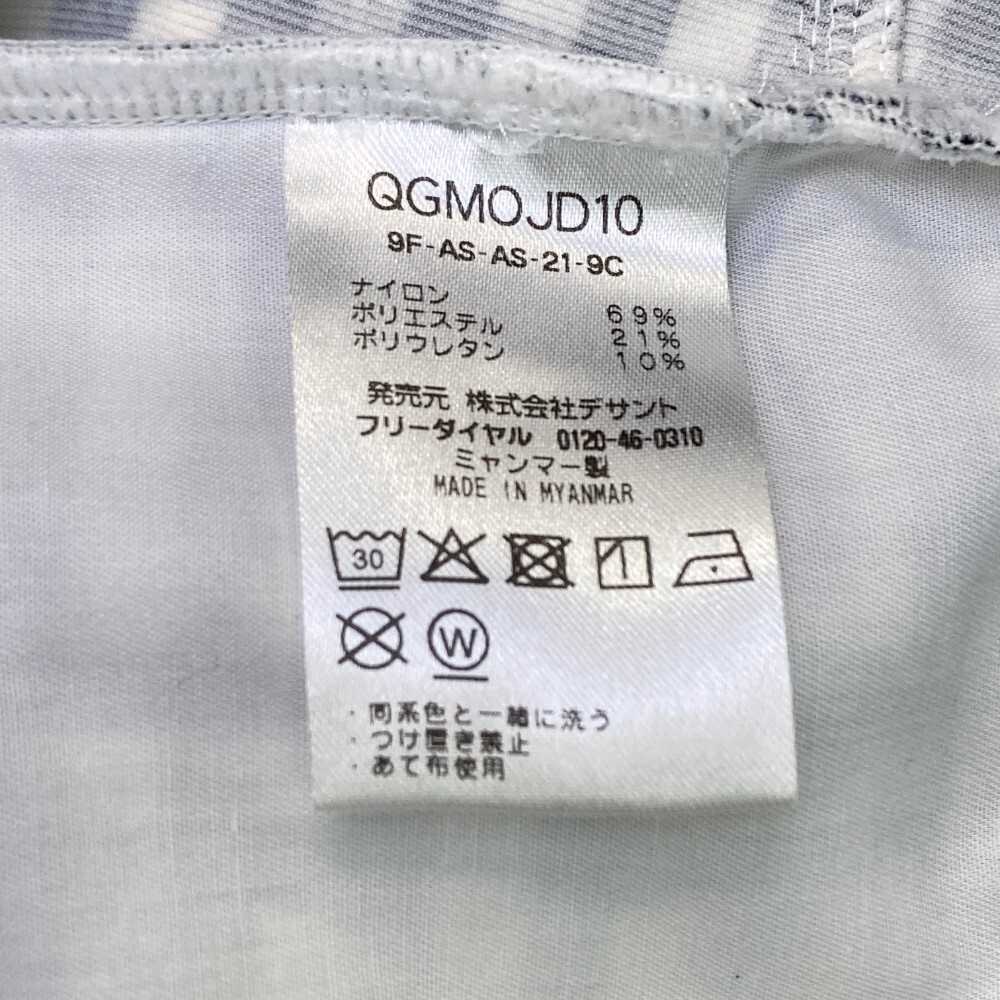 QGMOJD10
9F-AS-AS-21-9C
ナイロン 69%
ポリエステル 21%
ポリウレタン 10%
発売元 株式会社デサント
フリーダイヤル 0120-46-0310
ミャンマー製
MADE IN MYANMAR
30
W
・同系色と一緒に洗う
・つけ置き禁止
・あて布使用